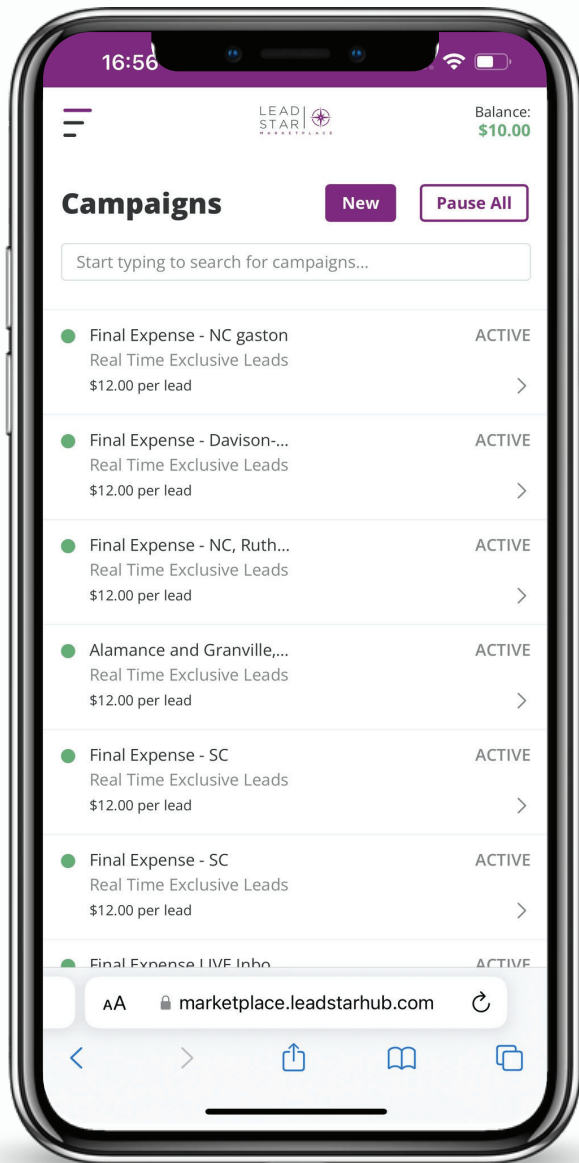 16:56
LEAD
STAR
MARKETPLACE
Balance:
$10.00
Campaigns
New
Pause All
Start typing to search for campaigns...
Final Expense - NC gaston
ACTIVE
Real Time Exclusive Leads
$12.00 per lead
Final Expense - Davison-...
ACTIVE
Real Time Exclusive Leads
$12.00 per lead
Final Expense - NC, Ruth...
ACTIVE
Real Time Exclusive Leads
$12.00 per lead
Alamance and Granville,...
ACTIVE
Real Time Exclusive Leads
$12.00 per lead
Final Expense - SC
ACTIVE
Real Time Exclusive Leads
$12.00 per lead
Final Expense - SC
ACTIVE
Real Time Exclusive Leads
$12.00 per lead
Final Expense LIVE Inbo...
ACTIVE
AA
marketplace.leadstarhub.com